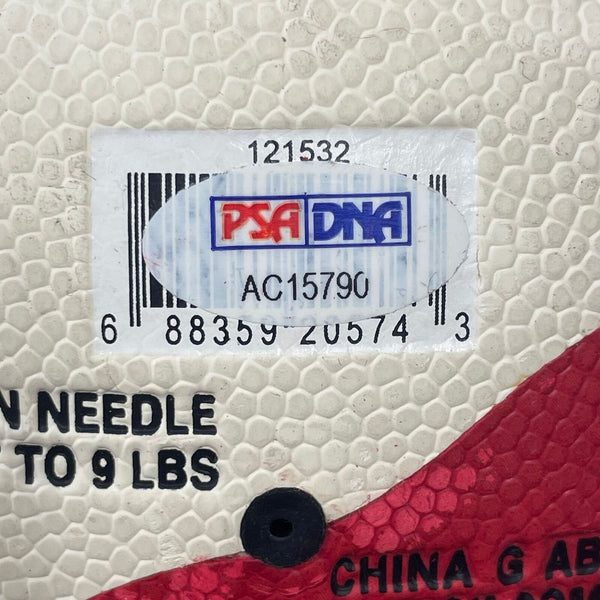 121532
PSA DNA
AC15790
6 88359 20574 3
N NEEDLE
TO 9 LBS
CHINA G AB